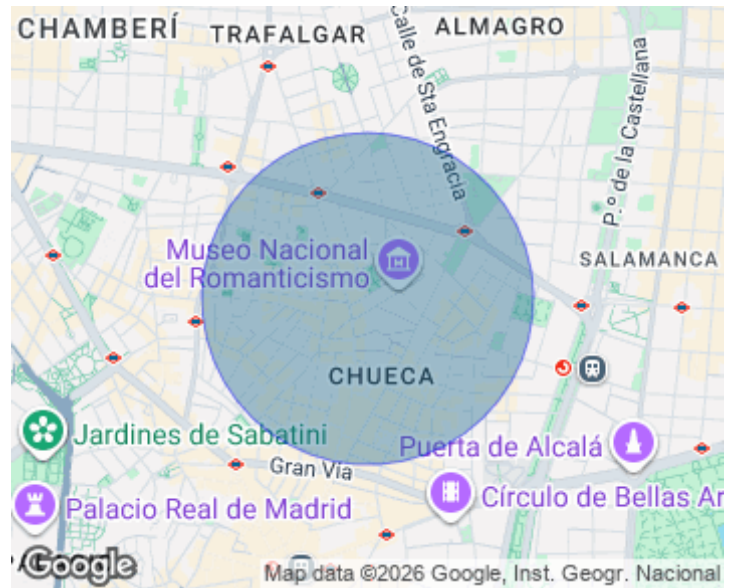 CHAMBERÍ
TRAFALGAR
ALMAGRO
Calle de Sta Engracia
P.º de la Castellana
Museo Nacional
del Romanticismo
SALAMANCA
CHUECA
Jardines de Sabatini
Puerta de Alcalá
Gran Vía
Círculo de Bellas Ar
Palacio Real de Madrid
Google
Map data ©2026 Google, Inst. Geogr. Nacional